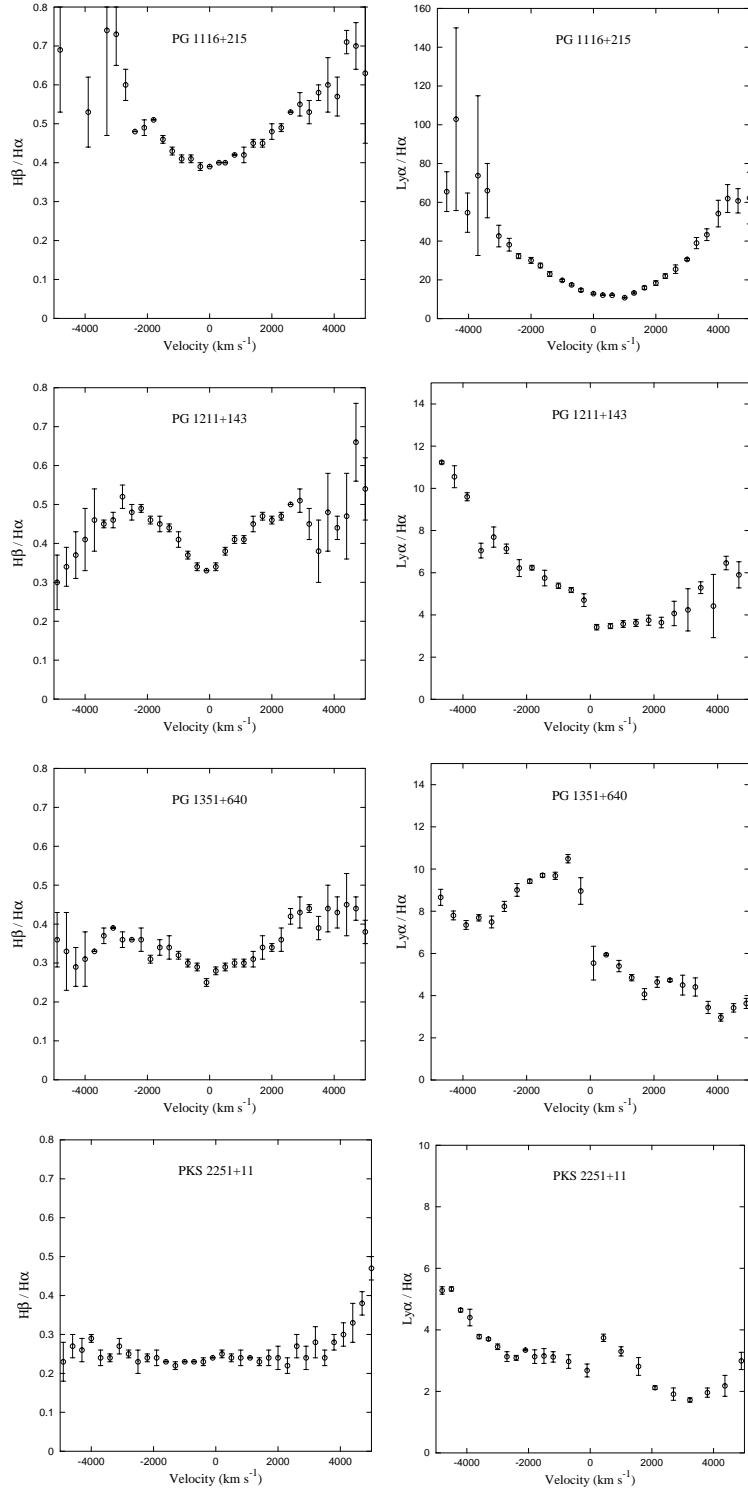 0.8
0.7
0.6
0.5
0.4
0.3
0.2
0.1
0
Hβ / Hα
PG 1116+215
-4000 -2000 0 2000 4000
Velocity (km s⁻¹)
160
140
120
100
80
60
40
20
0
Lyα / Hα
PG 1116+215
-4000 -2000 0 2000 4000
Velocity (km s⁻¹)
0.8
0.7
0.6
0.5
0.4
0.3
0.2
0.1
0
Hβ / Hα
PG 1211+143
-4000 -2000 0 2000 4000
Velocity (km s⁻¹)
14
12
10
8
6
4
2
0
Lyα / Hα
PG 1211+143
-4000 -2000 0 2000 4000
Velocity (km s⁻¹)
0.8
0.7
0.6
0.5
0.4
0.3
0.2
0.1
0
Hβ / Hα
PG 1351+640
-4000 -2000 0 2000 4000
Velocity (km s⁻¹)
14
12
10
8
6
4
2
0
Lyα / Hα
PG 1351+640
-4000 -2000 0 2000 4000
Velocity (km s⁻¹)
0.8
0.7
0.6
0.5
0.4
0.3
0.2
0.1
0
Hβ / Hα
PKS 2251+11
-4000 -2000 0 2000 4000
Velocity (km s⁻¹)
10
8
6
4
2
0
Lyα / Hα
PKS 2251+11
-4000 -2000 0 2000 4000
Velocity (km s⁻¹)